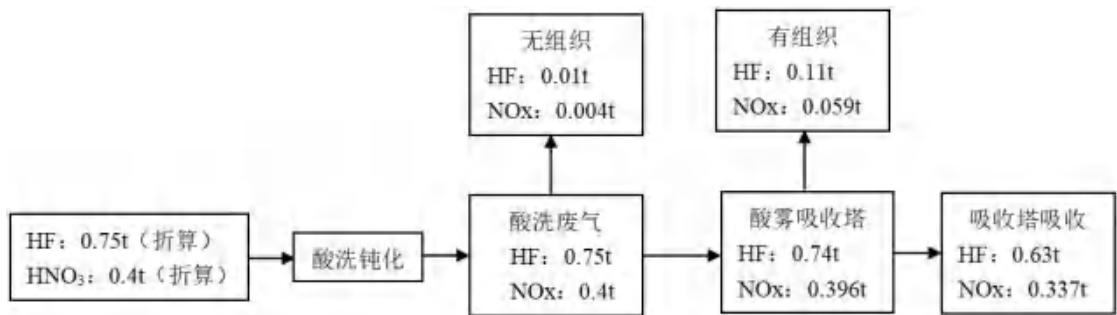 无组织
HF：0.01t
NOx：0.004t
有组织
HF：0.11t
NOx：0.059t
HF：0.75t（折算）
HNO₃：0.4t（折算）
酸洗钝化
酸洗废气
HF：0.75t
NOx：0.4t
酸雾吸收塔
HF：0.74t
NOx：0.396t
吸收塔吸收
HF：0.63t
NOx：0.337t